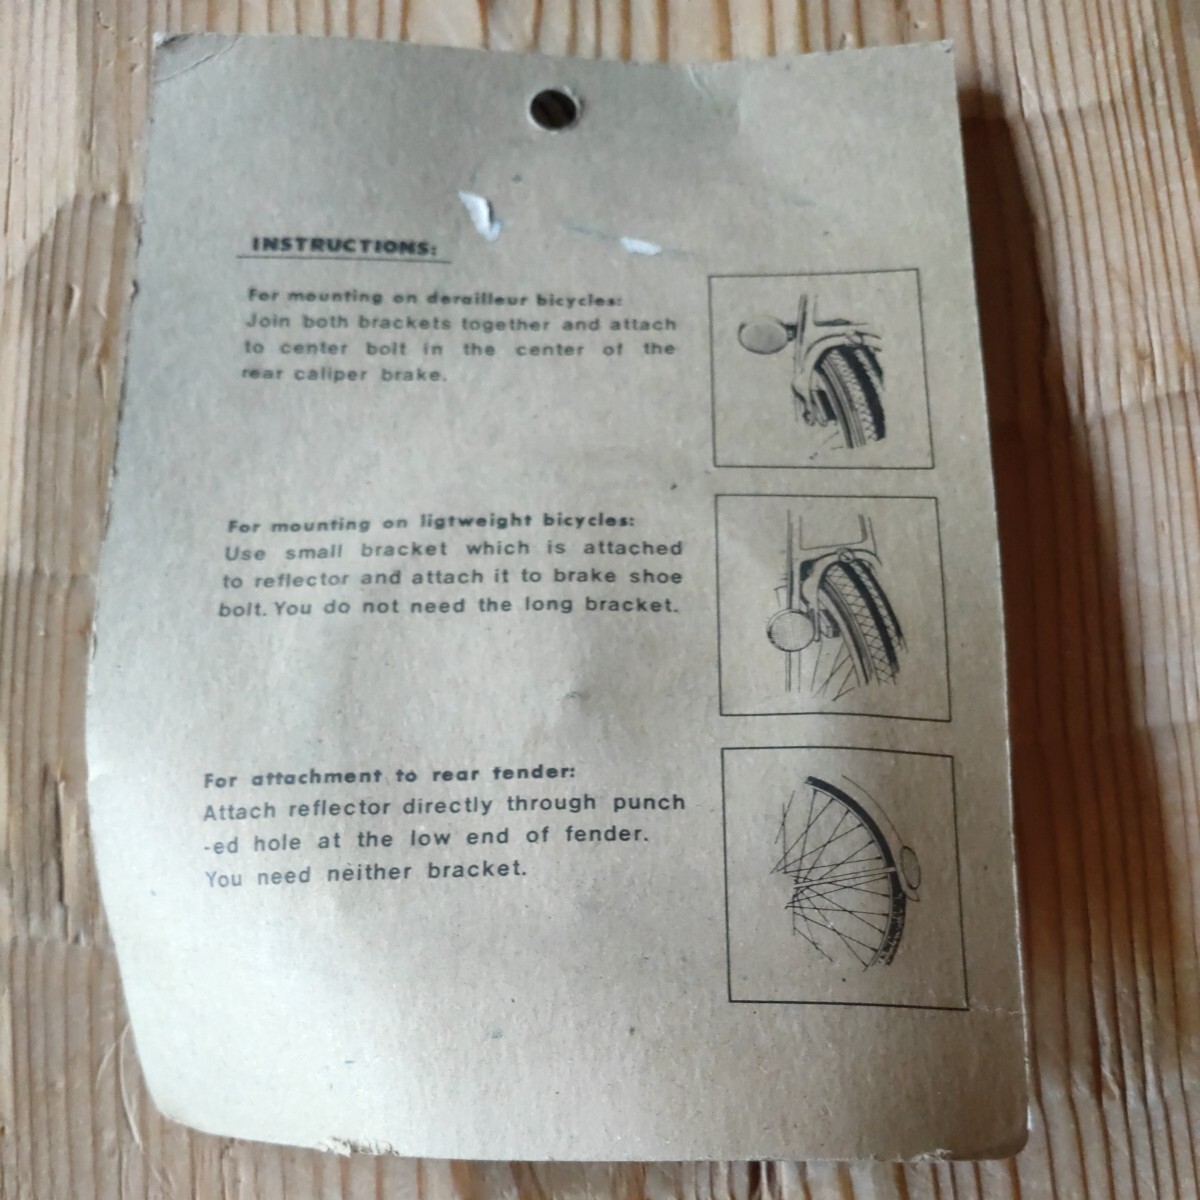 INSTRUCTIONS:
For mounting on derailleur bicycles:
Join both brackets together and attach
to center bolt in the center of the
rear caliper brake.
For mounting on ligtweight bicycles:
Use small bracket which is attached
to reflector and attach it to brake shoe
bolt. You do not need the long bracket.
For attachment to rear fender:
Attach reflector directly through punch
-ed hole at the low end of fender.
You need neither bracket.